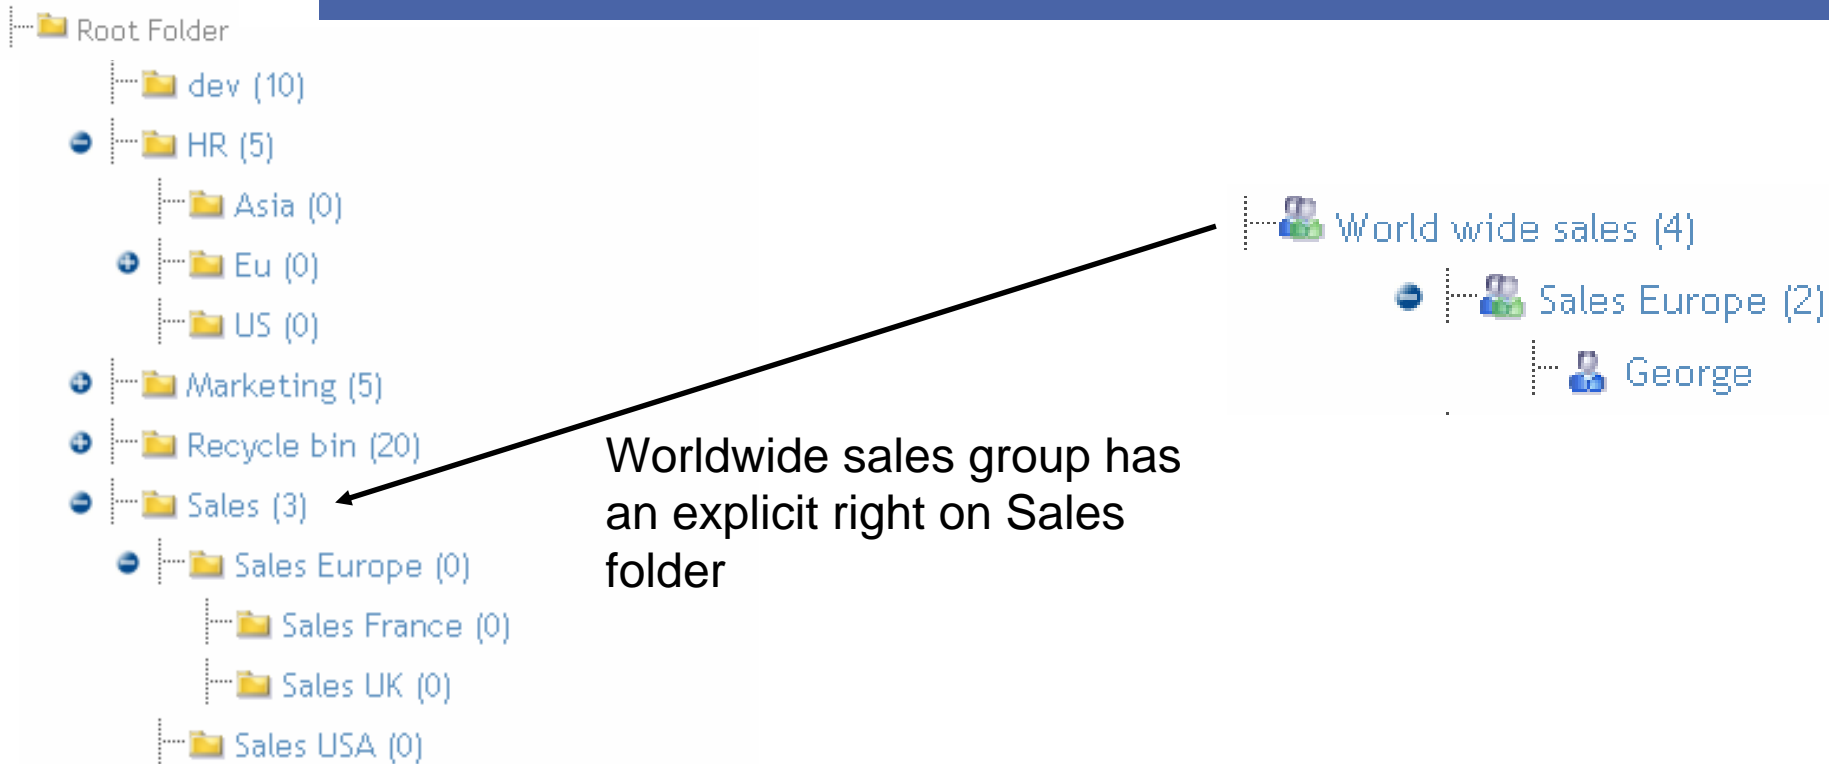 Root Folder
dev (10)
HR (5)
Asia (0)
Eu (0)
US (0)
Marketing (5)
Recycle bin (20)
Sales (3)
Sales Europe (0)
Sales France (0)
Sales UK (0)
Sales USA (0)
Worldwide sales group has
an explicit right on Sales
folder
World wide sales (4)
Sales Europe (2)
George